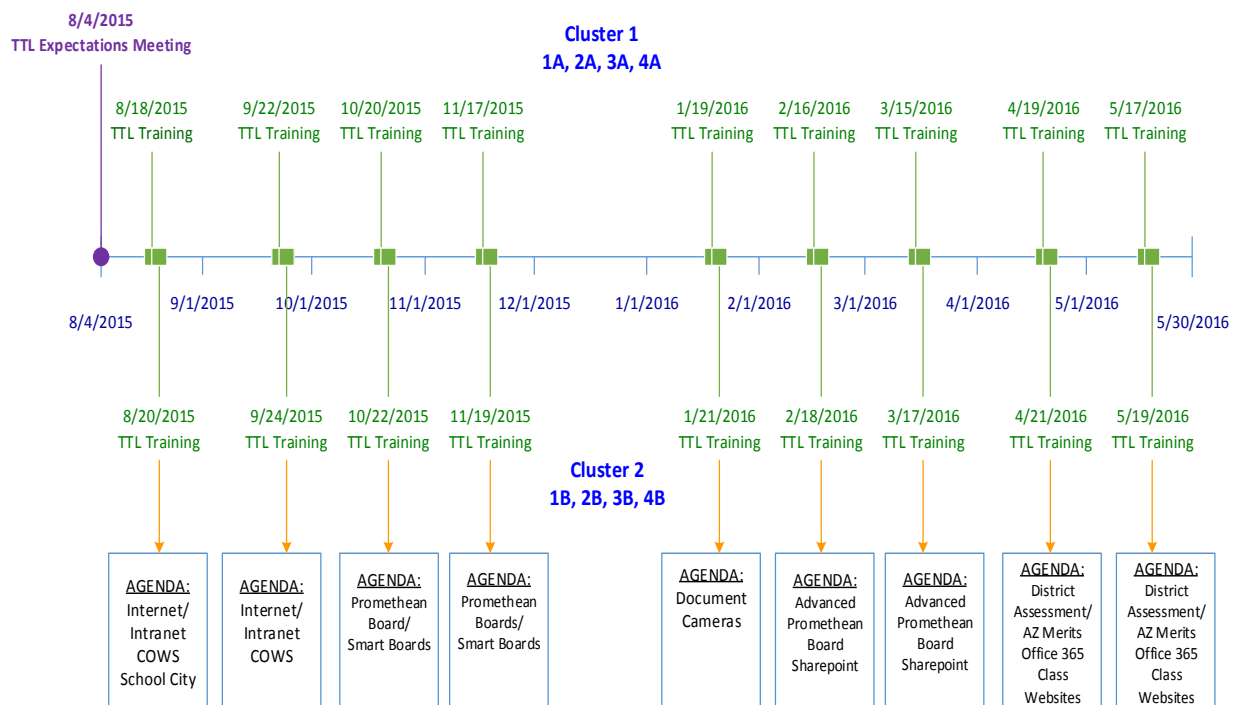 8/4/2015
TTL Expectations Meeting
Cluster 1
1A, 2A, 3A, 4A
8/18/2015
TTL Training
9/22/2015
TTL Training
10/20/2015
TTL Training
11/17/2015
TTL Training
1/19/2016
TTL Training
2/16/2016
TTL Training
3/15/2016
TTL Training
4/19/2016
TTL Training
5/17/2016
TTL Training
8/4/2015
9/1/2015
10/1/2015
11/1/2015
12/1/2015
1/1/2016
2/1/2016
3/1/2016
4/1/2016
5/1/2016
5/30/2016
8/20/2015
TTL Training
9/24/2015
TTL Training
10/22/2015
TTL Training
11/19/2015
TTL Training
1/21/2016
TTL Training
2/18/2016
TTL Training
3/17/2016
TTL Training
4/21/2016
TTL Training
5/19/2016
TTL Training
Cluster 2
1B, 2B, 3B, 4B
AGENDA:
Internet/
Intranet
COWS
School City
AGENDA:
Internet/
Intranet
COWS
AGENDA:
Promethean
Board/
Smart Boards
AGENDA:
Promethean
Boards/
Smart Boards
AGENDA:
Document
Cameras
AGENDA:
Advanced
Promethean
Board
Sharepoint
AGENDA:
Advanced
Promethean
Board
Sharepoint
AGENDA:
District
Assessment/
AZ Merits
Office 365
Class
Websites
AGENDA:
District
Assessment/
AZ Merits
Office 365
Class
Websites